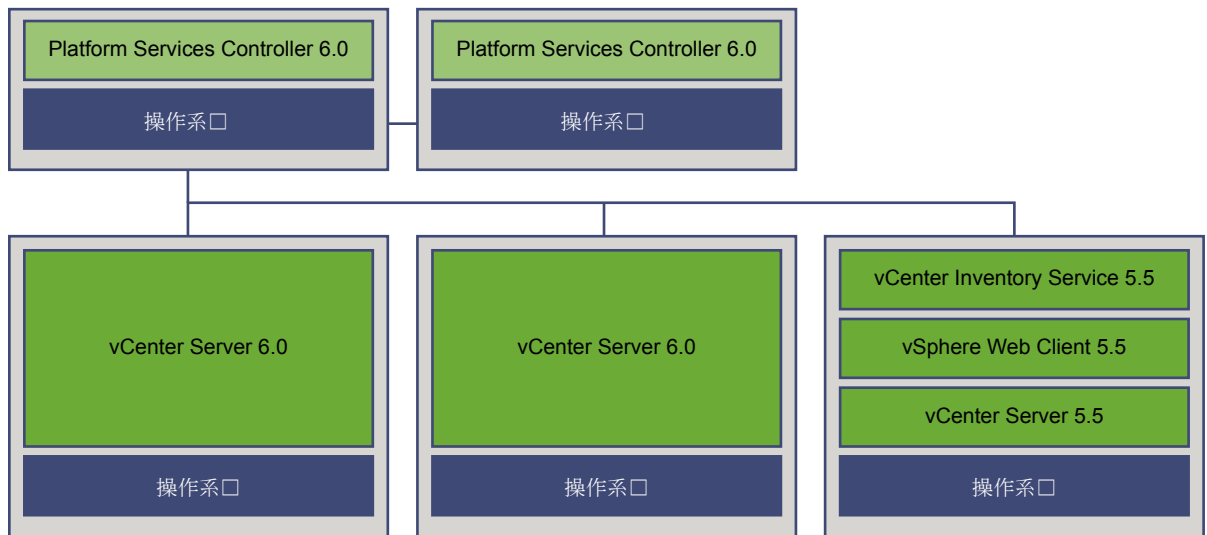 Platform Services Controller 6.0
Platform Services Controller 6.0
操作系□
操作系□
vCenter Server 6.0
vCenter Server 6.0
vCenter Inventory Service 5.5
vSphere Web Client 5.5
vCenter Server 5.5
操作系□
操作系□
操作系□